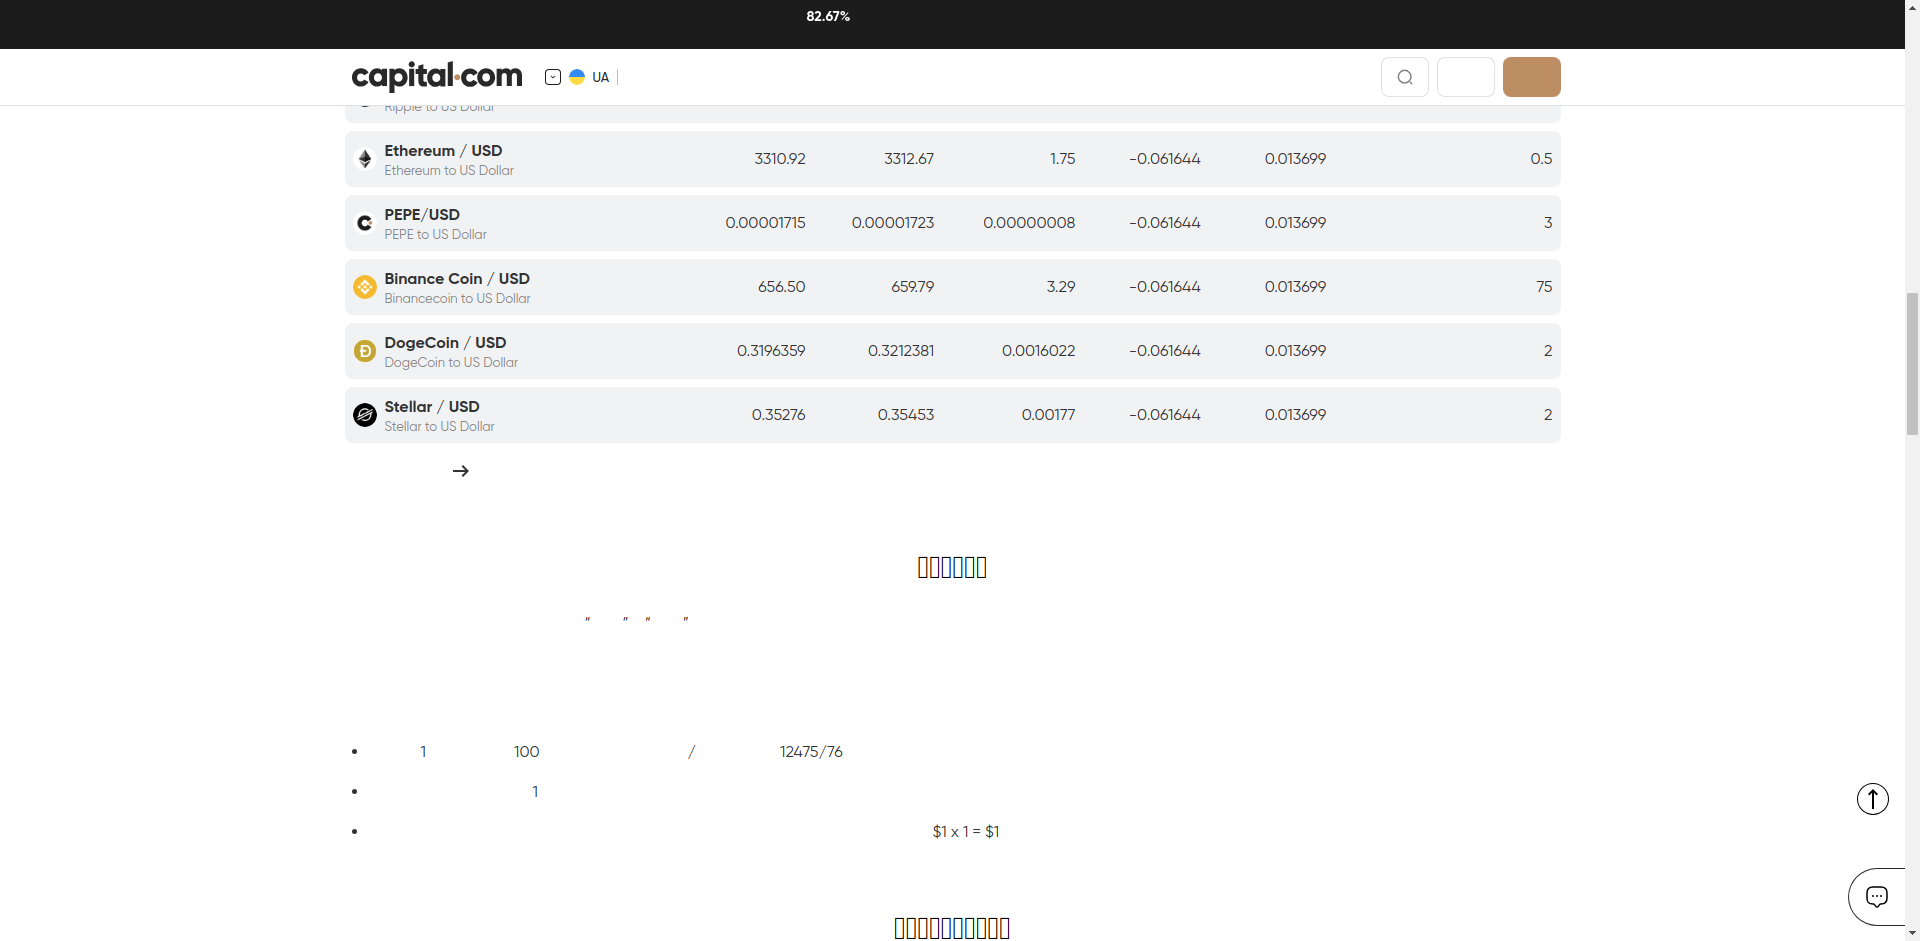 82.67%
capital.com UA
Ripple to US Dollar
Ethereum / USD
Ethereum to US Dollar
3310.92 3312.67 1.75 -0.061644 0.013699 0.5
PEPE/USD
PEPE to US Dollar
0.00001715 0.00001723 0.00000008 -0.061644 0.013699 3
Binance Coin / USD
Binancecoin to US Dollar
656.50 659.79 3.29 -0.061644 0.013699 75
DogeCoin / USD
DogeCoin to US Dollar
0.3196359 0.3212381 0.0016022 -0.061644 0.013699 2
Stellar / USD
Stellar to US Dollar
0.35276 0.35453 0.00177 -0.061644 0.013699 2
" " " "
1 100 / 12475/76
1
$1 x 1 = $1